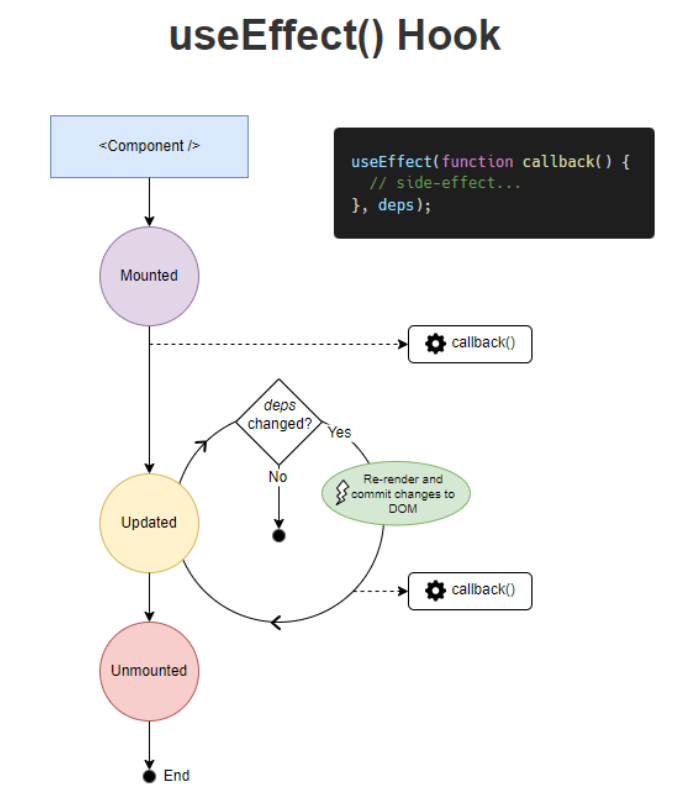 useEffect() Hook
<Component />
useEffect(function callback() {
// side-effect...
}, deps);
Mounted
callback()
deps
changed?
Yes
No
Re-render and
commit changes to
DOM
Updated
callback()
Unmounted
End